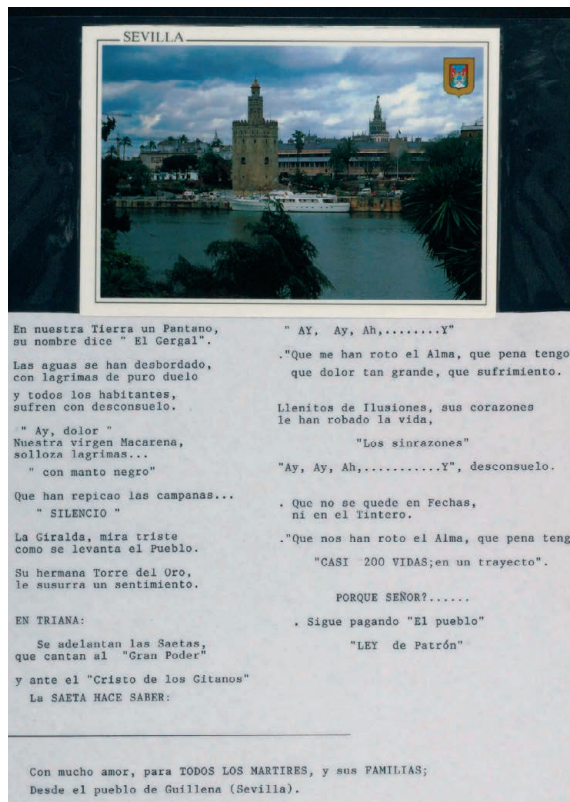 SEVILLA
En nuestra Tierra un Pantano,
su nombre dice " El Gergal".
Las aguas se han desbordado,
con lagrimas de puro duelo
y todos los habitantes,
sufren con desconsuelo.
" Ay, dolor "
Nuestra virgen Macarena,
solloza lagrimas...
" con manto negro"
Que han repicao las campanas...
" SILENCIO "
La Giralda, mira triste
como se levanta el Pueblo.
Su hermana Torre del Oro,
le susurra un sentimiento.
EN TRIANA:
Se adelantan las Saetas,
que cantan al "Gran Poder"
y ante el "Cristo de los Gitanos"
La SAETA HACE SABER:
" AY, Ay, Ah,........Y"
."Que me han roto el Alma, que pena tengo
que dolor tan grande, que sufrimiento.
Llenitos de Ilusiones, sus corazones
le han robado la vida,
"Los sinrazones"
"Ay, Ay, Ah,...........Y", desconsuelo.
. Que no se quede en Fechas,
ni en el Tintero.
."Que nos han roto el Alma, que pena teng
"CASI 200 VIDAS;en un trayecto".
PORQUE SEÑOR?......
. Sigue pagando "El pueblo"
"LEY de Patrón"
Con mucho amor, para TODOS LOS MARTIRES, y sus FAMILIAS;
Desde el pueblo de Guillena (Sevilla).